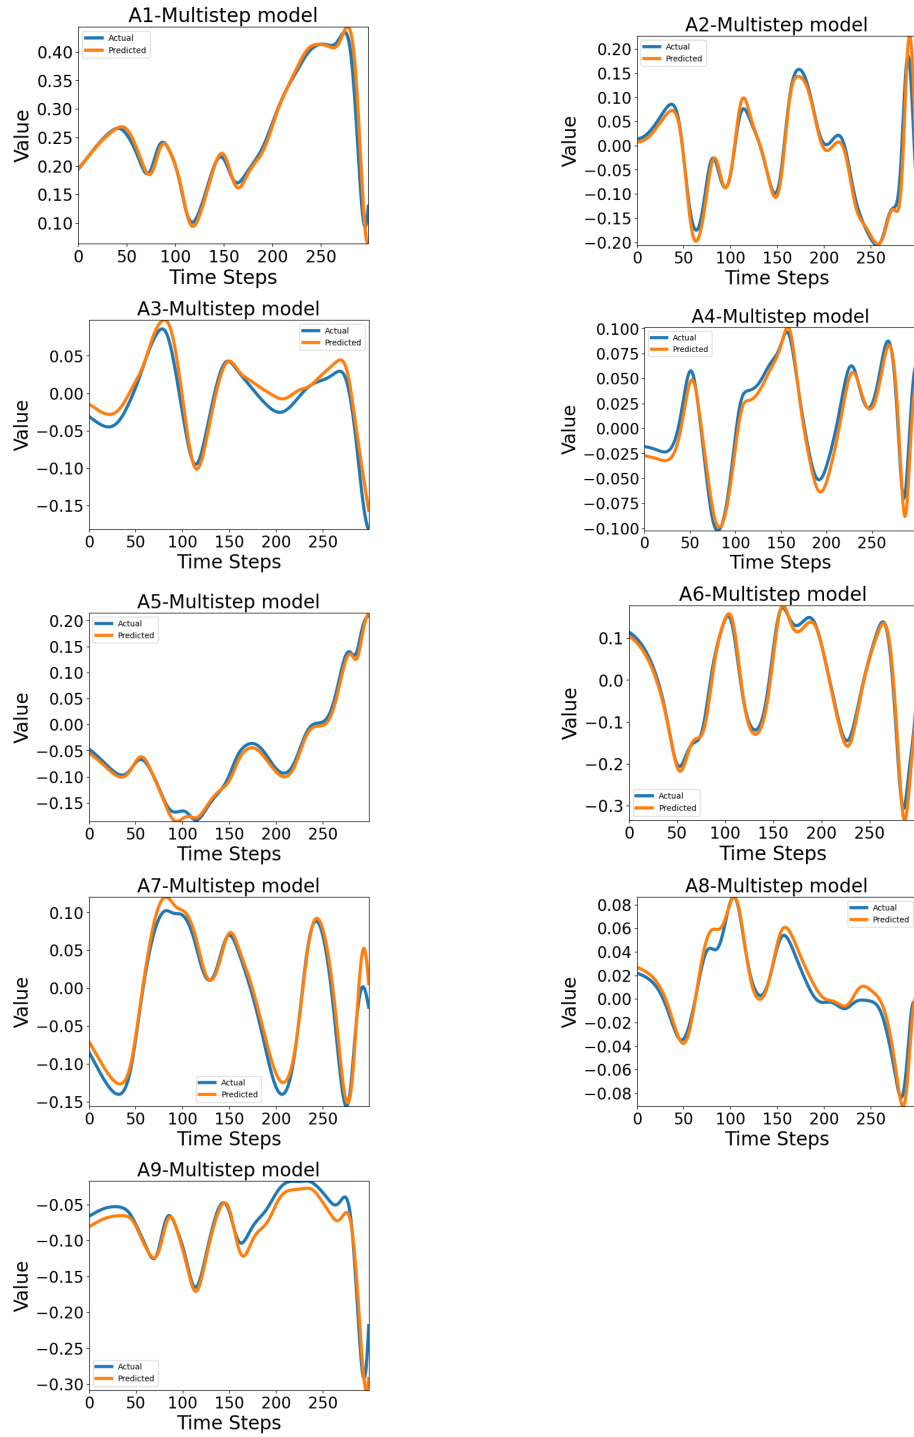 A1-Multistep model
Actual
Predicted
0.40
0.35
0.30
0.25
0.20
0.15
0.10
Value
0 50 100 150 200 250
Time Steps
A2-Multistep model
Actual
Predicted
0.20
0.15
0.10
0.05
0.00
−0.05
−0.10
−0.15
−0.20
Value
0 50 100 150 200 250
Time Steps
A3-Multistep model
Actual
Predicted
0.05
0.00
−0.05
−0.10
−0.15
Value
0 50 100 150 200 250
Time Steps
A4-Multistep model
Actual
Predicted
0.100
0.075
0.050
0.025
0.000
−0.025
−0.050
−0.075
−0.100
Value
0 50 100 150 200 250
Time Steps
A5-Multistep model
Actual
Predicted
0.20
0.15
0.10
0.05
0.00
−0.05
−0.10
−0.15
Value
0 50 100 150 200 250
Time Steps
A6-Multistep model
0.1
0.0
−0.1
−0.2
−0.3
Value
Actual
Predicted
0 50 100 150 200 250
Time Steps
A7-Multistep model
0.10
0.05
0.00
−0.05
−0.10
−0.15
Value
Actual
Predicted
0 50 100 150 200 250
Time Steps
A8-Multistep model
Actual
Predicted
0.08
0.06
0.04
0.02
0.00
−0.02
−0.04
−0.06
−0.08
Value
0 50 100 150 200 250
Time Steps
A9-Multistep model
−0.05
−0.10
−0.15
−0.20
−0.25
−0.30
Value
Actual
Predicted
0 50 100 150 200 250
Time Steps